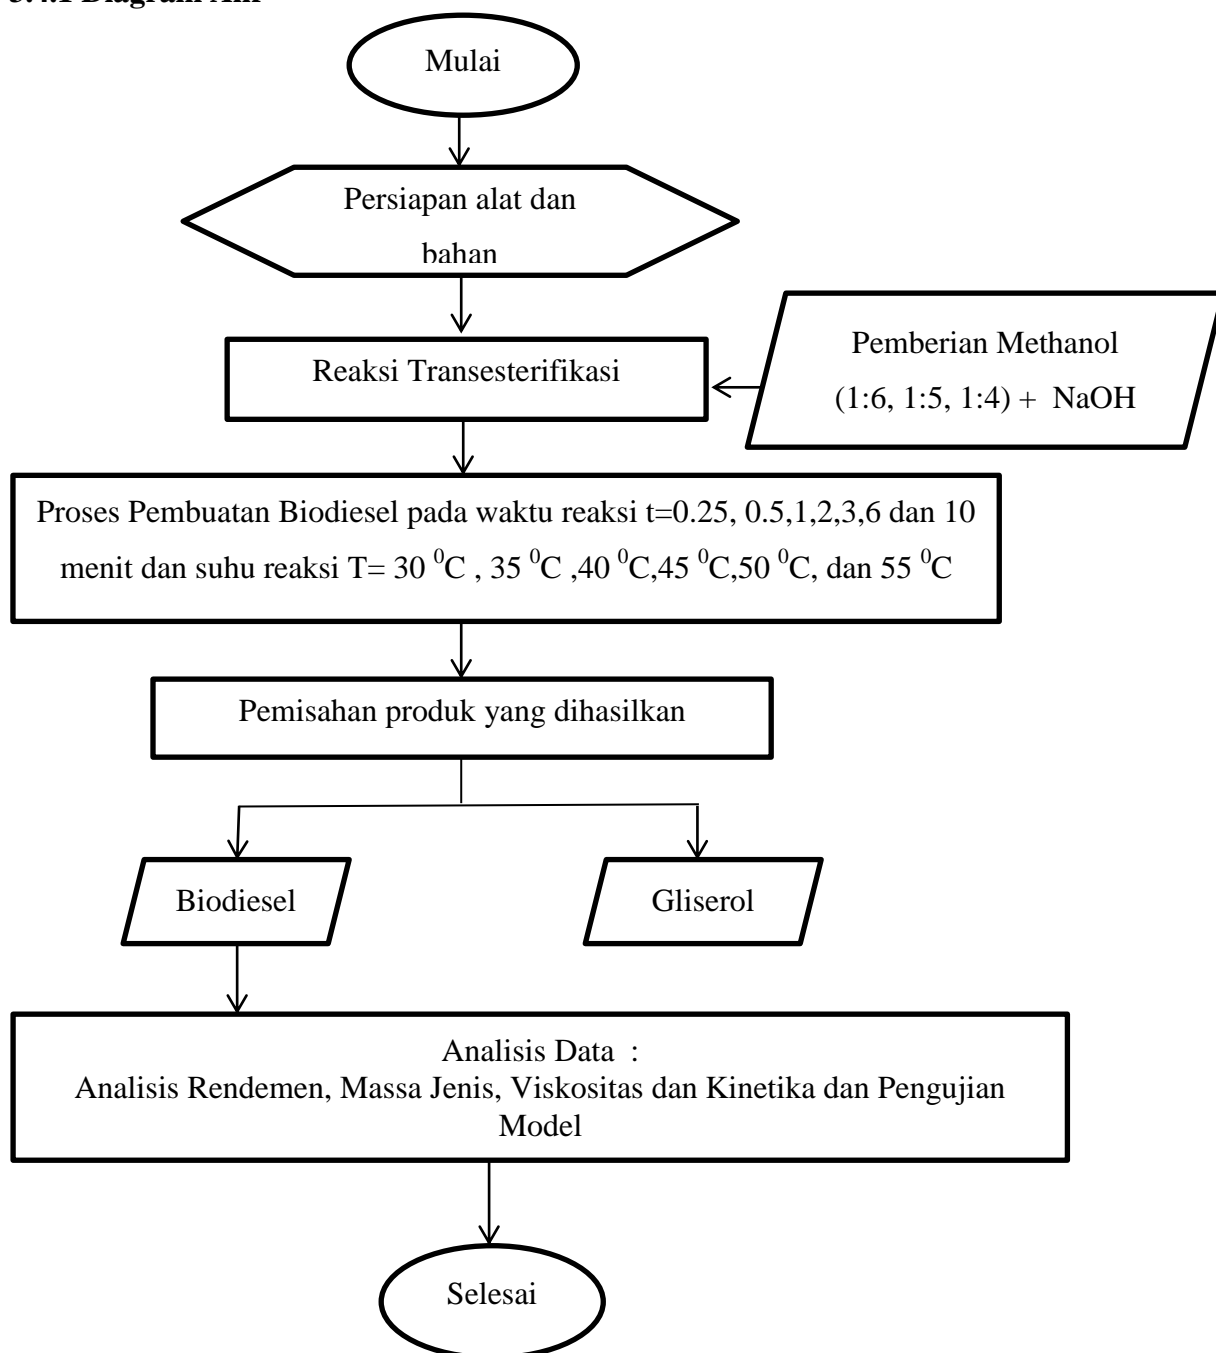 Mulai
Persiapan alat dan
bahan
Reaksi Transesterifikasi
Pemberian Methanol
(1:6, 1:5, 1:4) + NaOH
Proses Pembuatan Biodiesel pada waktu reaksi t=0.25, 0.5,1,2,3,6 dan 10
menit dan suhu reaksi T= 30 ⁰C , 35 ⁰C ,40 ⁰C,45 ⁰C,50 ⁰C, dan 55 ⁰C
Pemisahan produk yang dihasilkan
Biodiesel
Gliserol
Analisis Data :
Analisis Rendemen, Massa Jenis, Viskositas dan Kinetika dan Pengujian
Model
Selesai